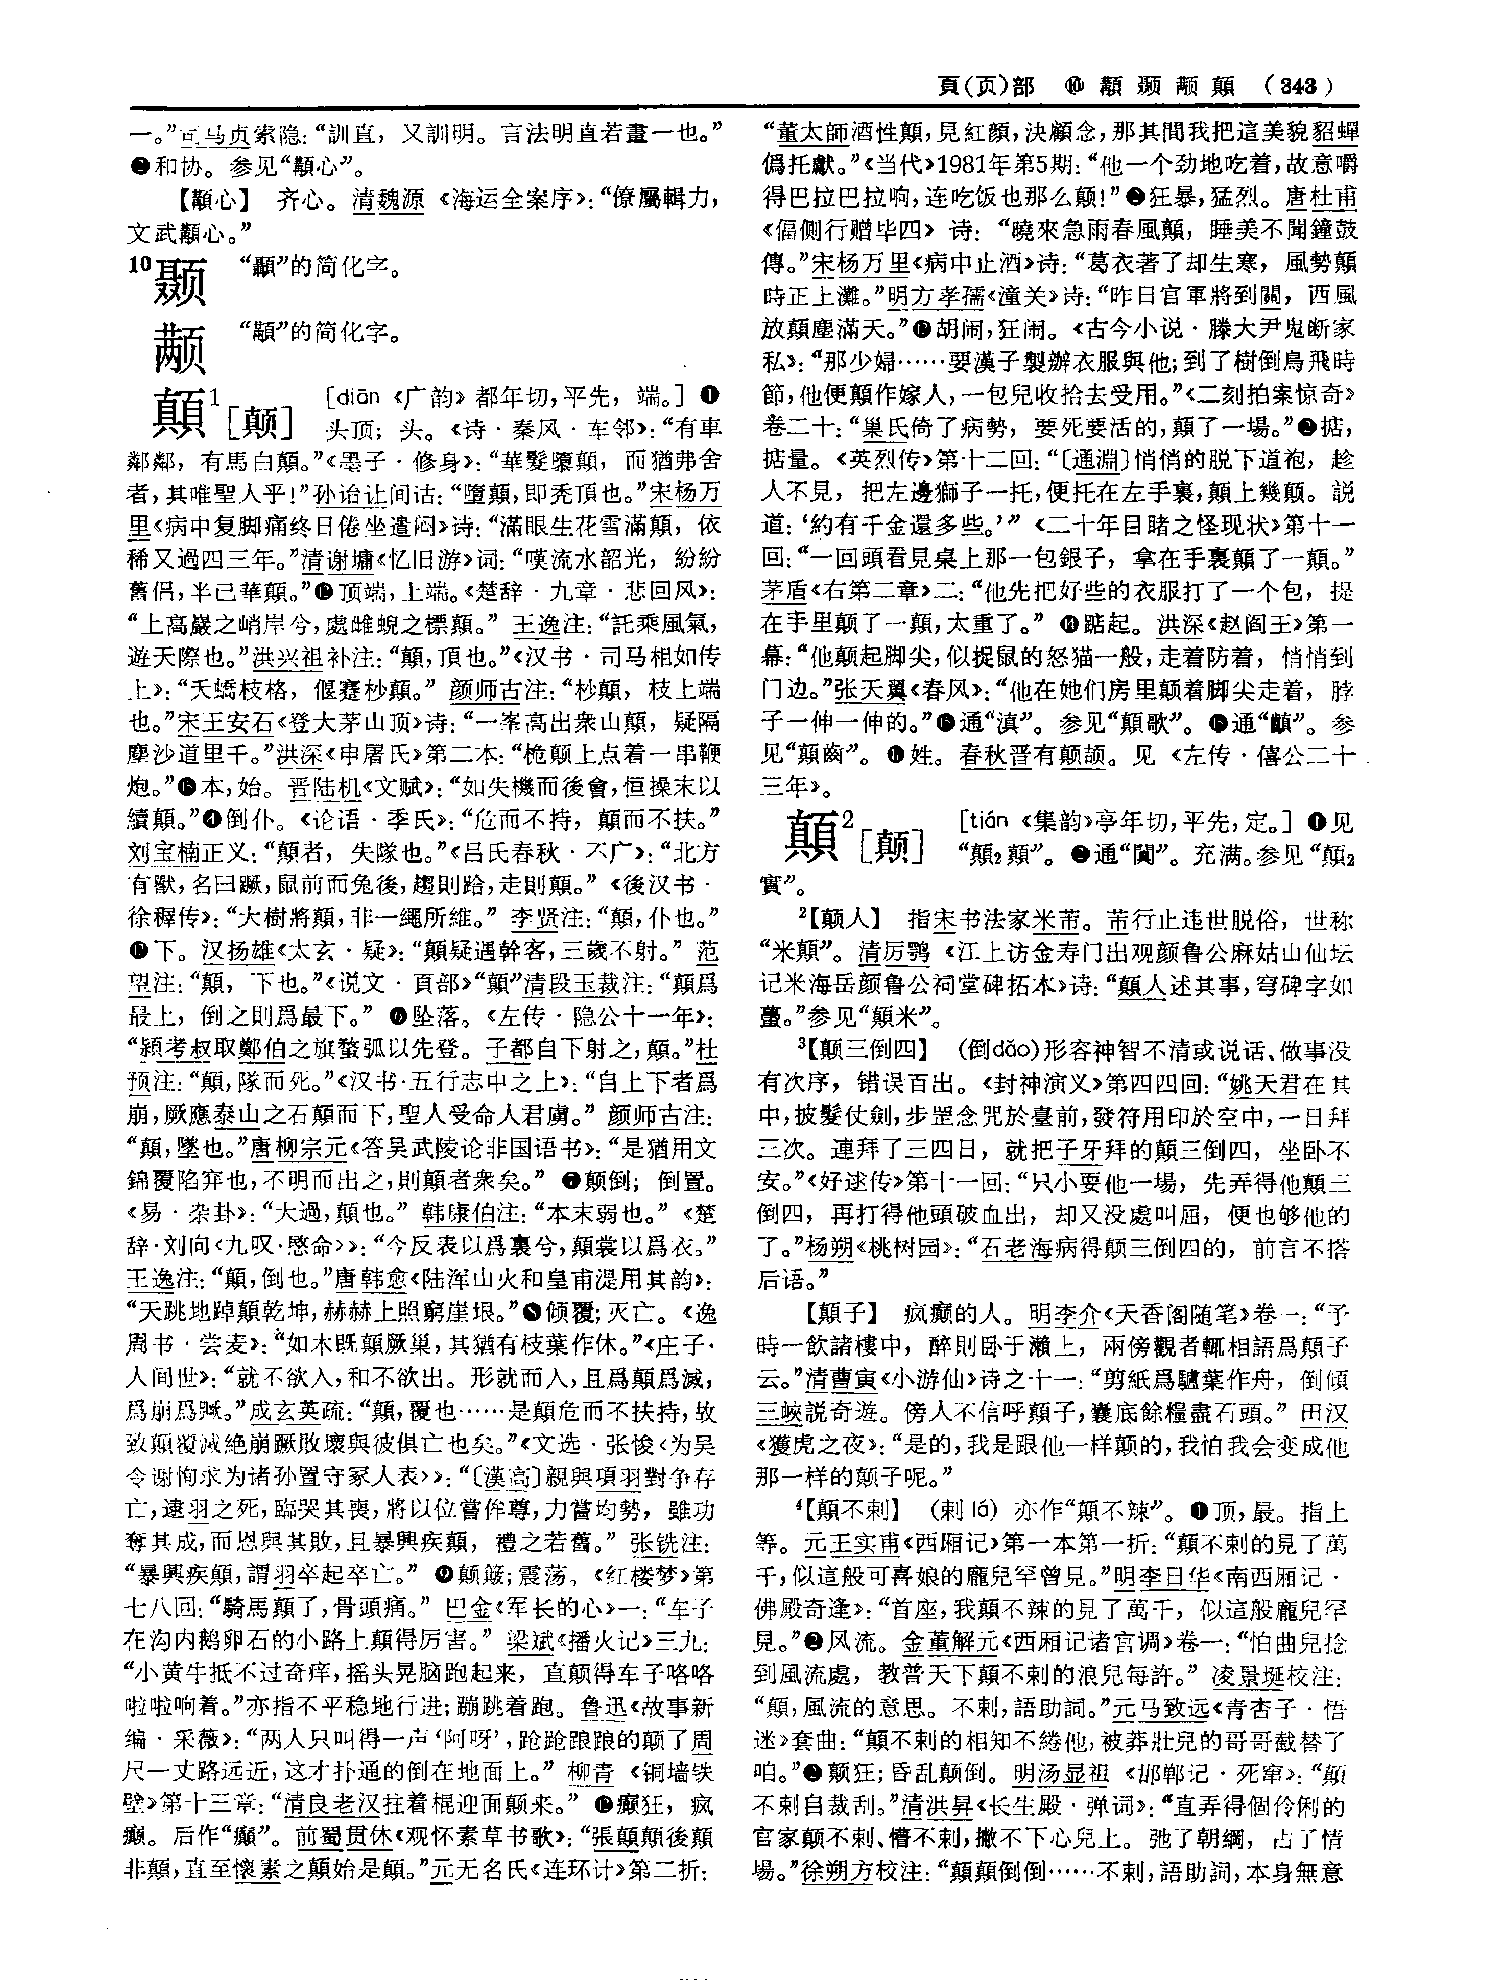 頁(页)部 ⑩ 顜 颞 颟 顛 (343)
一。”司马贞索隐：“訓直，又訓明。言法明直若畫一也。”
❷和协。参见“顜心”。
【顜心】 齐心。清魏源《海运全案序》：“僚屬輯力，
文武顜心。”
10颞 “顳”的简化字。
颟 “顢”的简化字。
顛1［颠］ ［diān 《广韵》都年切，平先，端。］❶
头顶；头。《诗·秦风·车邻》：“有車
鄰鄰，有馬白顛。”《墨子·修身》：“華髮隳顛，而猶弗舍
者，其唯聖人乎！”孙诒让间诂：“墮顛，即秃頂也。”宋杨万
里《病中复脚痛终日倦坐遣闷》诗：“滿眼生花雪滿顛，依
稀又過四三年。”清谢墉《忆旧游》词：“嘆流水韶光，紛紛
舊侣，半已華顛。”❷顶端，上端。《楚辞·九章·悲回风》：
“上高巖之峭岸兮，處雌蜺之標顛。”王逸注：“託乘風氣，
遊天際也。”洪兴祖补注：“顛，頂也。”《汉书·司马相如传
上》：“夭蟜枝格，偃蹇杪顛。”颜师古注：“杪顛，枝上端
也。”宋王安石《登大茅山顶》诗：“一峯高出衆山顛，疑隔
塵沙道里千。”洪深《申屠氏》第二本：“桅颠上点着一串鞭
炮。”❸本，始。晋陆机《文赋》：“如失機而後會，恒操末以
續顛。”❹倒仆。《论语·季氏》：“危而不持，顛而不扶。”
刘宝楠正义：“顛者，失隊也。”《吕氏春秋·不广》：“北方
有獸，名曰蹶，鼠前而兔後，趨則跲，走則顛。”《後汉书·
徐穉传》：“大樹將顛，非一繩所維。”李贤注：“顛，仆也。”
❺下。汉扬雄《太玄·疑》：“顛疑遇幹客，三歲不射。”范
望注：“顛，下也。”《说文·頁部》“顛”清段玉裁注：“顛爲
最上，倒之則爲最下。”❻坠落。《左传·隐公十一年》：
“潁考叔取鄭伯之旗蝥弧以先登。子都自下射之，顛。”杜
预注：“顛，隊而死。”《汉书·五行志中之上》：“自上下者爲
崩，厥應泰山之石顛而下，聖人受命人君虜。”颜师古注：
“顛，墜也。”唐柳宗元《答吴武陵论非国语书》：“是猶用文
錦覆陷穽也，不明而出之，則顛者衆矣。”❼颠倒；倒置。
《易·杂卦》：“大過，顛也。”韩康伯注：“本末弱也。”《楚
辞·刘向〈九叹·愍命〉》：“今反表以爲裏兮，顛裳以爲衣。”
王逸注：“顛，倒也。”唐韩愈《陆浑山火和皇甫湜用其韵》：
“天跳地踔顛乾坤，赫赫上照窮崖垠。”❽倾覆；灭亡。《逸
周书·尝麦》：“如木既顛厥巢，其猶有枝葉作休。”《庄子·
人间世》：“就不欲入，和不欲出。形就而入，且爲顛爲滅，
爲崩爲蹶。”成玄英疏：“顛，覆也……是顛危而不扶持，故
致顛覆滅絶崩蹶敗壞與彼俱亡也矣。”《文选·张悛〈为吴
令谢恂求为诸孙置守冢人表〉》：“〔漢高〕親與項羽對争存
亡，逮羽之死，臨哭其喪，將以位嘗侔尊，力嘗均勢，雖功
奪其成，而恩與其敗，且暴興疾顛，禮之若舊。”张铣注：
“暴興疾顛，謂羽卒起卒亡。”❾颠簸；震荡。《红楼梦》第
七八回：“騎馬顛了，骨頭痛。”巴金《军长的心》一：“车子
在沟内鹅卵石的小路上颠得厉害。”梁斌《播火记》三九：
“小黄牛抵不过奇痒，摇头晃脑跑起来，直颠得车子咯咯
啦啦响着。”亦指不平稳地行进；蹦跳着跑。鲁迅《故事新
编·采薇》：“两人只叫得一声‘阿呀’，跄跄踉踉的颠了周
尺一丈路远近，这才扑通的倒在地面上。”柳青《铜墙铁
壁》第十三章：“清良老汉拄着棍迎面颠来。”❿癫狂，疯
癫。后作“癲”。前蜀贯休《观怀素草书歌》：“張顛顛後顛
非顛，直至懷素之顛始是顛。”元无名氏《连环计》第二折：
“董太師酒性顛，見紅顔，決顧念，那其間我把這美貌貂蟬
僞托獻。”《当代》1981年第5期：“他一个劲地吃着，故意嚼
得巴拉巴拉响，连吃饭也那么颠！”⓫狂暴，猛烈。唐杜甫
《偪侧行赠毕四》诗：“曉來急雨春風顛，睡美不聞鐘鼓
傳。”宋杨万里《病中止酒》诗：“葛衣著了却生寒，風勢顛
時正上灘。”明方孝孺《潼关》诗：“昨日官軍將到關，西風
放顛塵滿天。”⓬胡闹，狂闹。《古今小说·滕大尹鬼断家
私》：“那少婦……要漢子製辦衣服與他；到了樹倒鳥飛時
節，他便顛作嫁人，一包兒收拾去受用。”《二刻拍案惊奇》
卷二十：“巢氏倚了病勢，要死要活的，顛了一場。”⓭掂，
掂量。《英烈传》第十二回：“〔通淵〕悄悄的脱下道袍，趁
人不見，把左邊獅子一托，便托在左手裏，顛上幾顛。説
道：‘約有千金還多些。’”《二十年目睹之怪现状》第十一
回：“一回頭看見桌上那一包銀子，拿在手裏顛了一顛。”
茅盾《右第二章》二：“他先把好些的衣服打了一个包，提
在手里颠了一颠，太重了。”⓮踮起。洪深《赵阎王》第一
幕：“他颠起脚尖，似捉鼠的怒猫一般，走着防着，悄悄到
门边。”张天翼《春风》：“他在她们房里颠着脚尖走着，脖
子一伸一伸的。”⓯通“滇”。参见“顛歌”。⓰通“齻”。参
见“顛齒”。⓱姓。春秋晋有颠颉。见《左传·僖公二十
三年》。
顛2［颠］ ［tián 《集韵》亭年切，平先，定。］❶见
“顛2顛”。❷通“闐”。充满。参见“顛2
實”。
2【顛人】 指宋书法家米芾。芾行止违世脱俗，世称
“米顛”。清厉鹗《江上访金寿门出观颜鲁公麻姑山仙坛
记米海岳颜鲁公祠堂碑拓本》诗：“顛人述其事，穹碑字如
蠆。”参见“顛米”。
3【颠三倒四】 （倒dǎo）形容神智不清或说话、做事没
有次序，错误百出。《封神演义》第四四回：“姚天君在其
中，披髮仗劍，步罡念咒於臺前，發符用印於空中，一日拜
三次。連拜了三四日，就把子牙拜的顛三倒四，坐卧不
安。”《好逑传》第十一回：“只小要他一場，先弄得他顛三
倒四，再打得他頭破血出，却又没處叫屈，便也够他的
了。”杨朔《桃树园》：“石老海病得颠三倒四的，前言不搭
后语。”
【顛子】 疯癫的人。明李介《天香阁随笔》卷一：“予
時一飲諸樓中，醉則卧于瀨上，兩傍觀者輒相語爲顛子
云。”清曹寅《小游仙》诗之十一：“剪紙爲驢葉作舟，倒傾
三峽説奇遊。傍人不信呼顛子，囊底餘糧盡石頭。”田汉
《獲虎之夜》：“是的，我是跟他一样颠的，我怕我会变成他
那一样的颠子呢。”
4【顛不剌】 （剌lá）亦作“顛不辣”。❶顶，最。指上
等。元王实甫《西厢记》第一本第一折：“顛不剌的見了萬
千，似這般可喜娘的龐兒罕曾見。”明李日华《南西厢记·
佛殿奇逢》：“首座，我顛不辣的見了萬千，似這般龐兒罕
見。”❷风流。金董解元《西厢记诸宫调》卷一：“怕曲兒捻
到風流處，教普天下顛不剌的浪兒每許。”凌景埏校注：
“顛，風流的意思。不剌，語助詞。”元马致远《青杏子·悟
迷》套曲：“顛不剌的相知不綣他，被莽壯兒的哥哥截替了
咱。”❸颠狂；昏乱颠倒。明汤显祖《邯郸记·死窜》：“顛
不剌自裁刮。”清洪昇《长生殿·弹词》：“直弄得個伶俐的
官家颠不剌、懵不剌，撇不下心兒上。弛了朝綱，占了情
場。”徐朔方校注：“顛顛倒倒……不剌，語助詞，本身無意